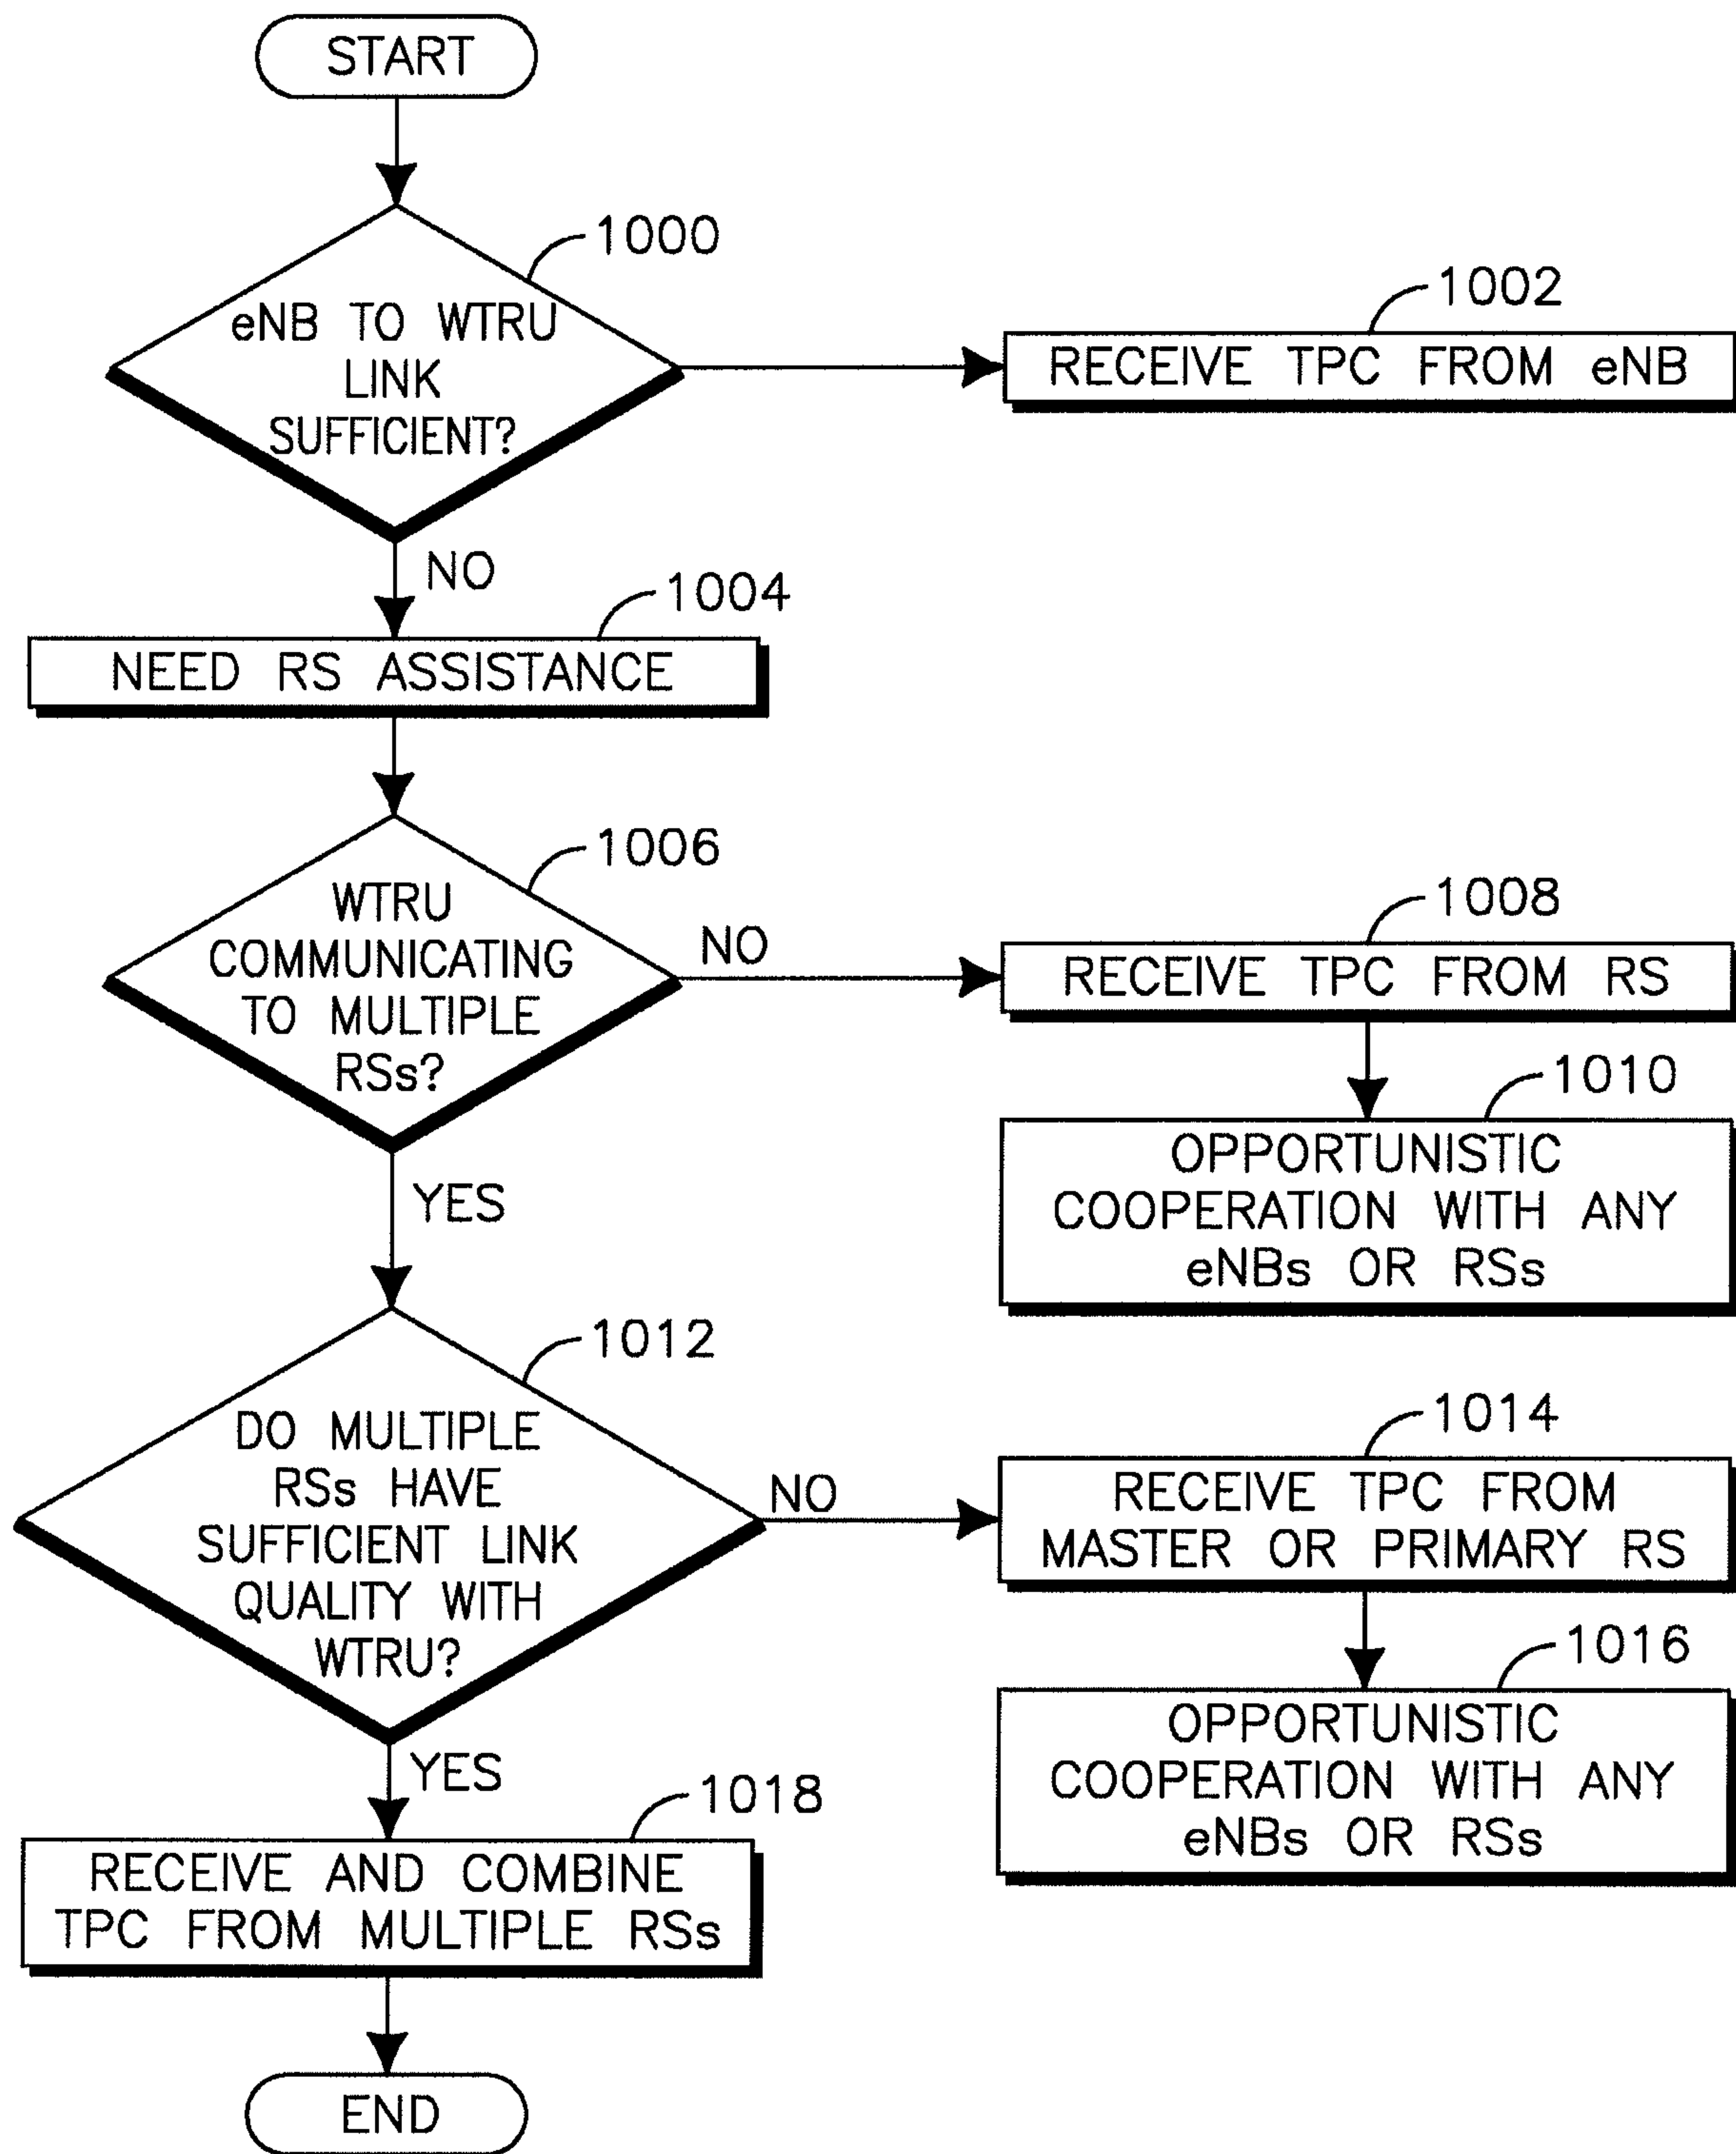 START
1000
eNB TO WTRU
LINK
SUFFICIENT?
1002
RECEIVE TPC FROM eNB
NO
1004
NEED RS ASSISTANCE
1006
WTRU
COMMUNICATING
TO MULTIPLE
RSs?
NO
1008
RECEIVE TPC FROM RS
1010
OPPORTUNISTIC
COOPERATION WITH ANY
eNBs OR RSs
YES
1012
DO MULTIPLE
RSs HAVE
SUFFICIENT LINK
QUALITY WITH
WTRU?
NO
1014
RECEIVE TPC FROM
MASTER OR PRIMARY RS
1016
OPPORTUNISTIC
COOPERATION WITH ANY
eNBs OR RSs
YES
1018
RECEIVE AND COMBINE
TPC FROM MULTIPLE RSs
END